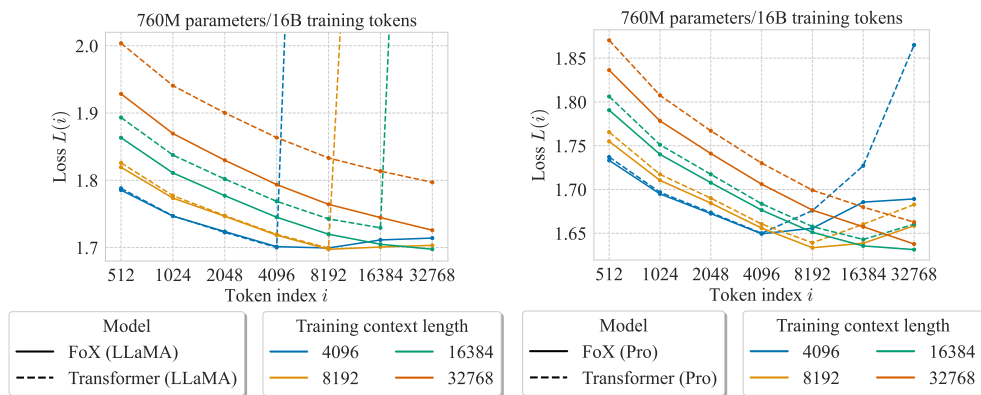 760M parameters/16B training tokens
2.0
1.9
1.8
1.7
Loss L(i)
512 1024 2048 4096 8192 16384 32768
Token index i
Model
FoX (LLaMA)
Transformer (LLaMA)
Training context length
4096
8192
16384
32768
760M parameters/16B training tokens
1.85
1.80
1.75
1.70
1.65
Loss L(i)
512 1024 2048 4096 8192 16384 32768
Token index i
Model
FoX (Pro)
Transformer (Pro)
Training context length
4096
8192
16384
32768